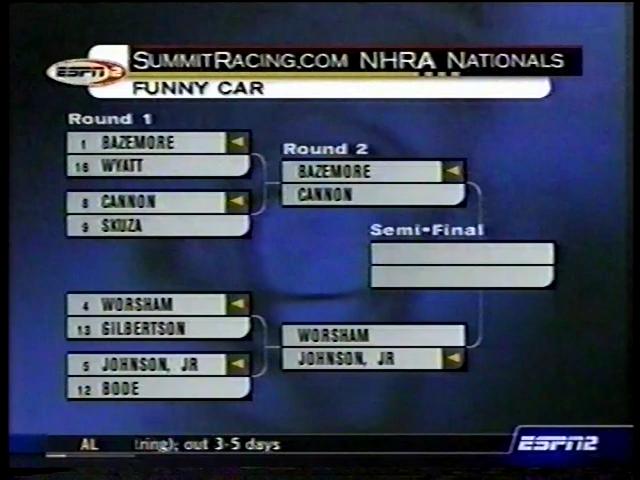 ESPN2
SUMMITRACING.COM NHRA NATIONALS
FUNNY CAR
Round 1
1 BAZEMORE
16 WYATT
8 CANNON
9 SKUZA
4 WORSHAM
13 GILBERTSON
5 JOHNSON, JR
12 BODE
Round 2
BAZEMORE
CANNON
WORSHAM
JOHNSON, JR
Semi-Final
AL
ring); out 3-5 days
ESPN2